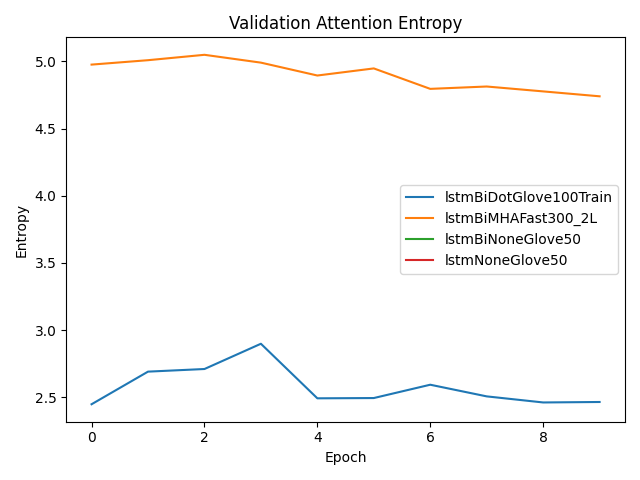 Validation Attention Entropy
Entropy
5.0
4.5
4.0
3.5
3.0
2.5
lstmBiDotGlove100Train
lstmBiMHAFast300_2L
lstmBiNoneGlove50
lstmNoneGlove50
0
2
4
6
8
Epoch